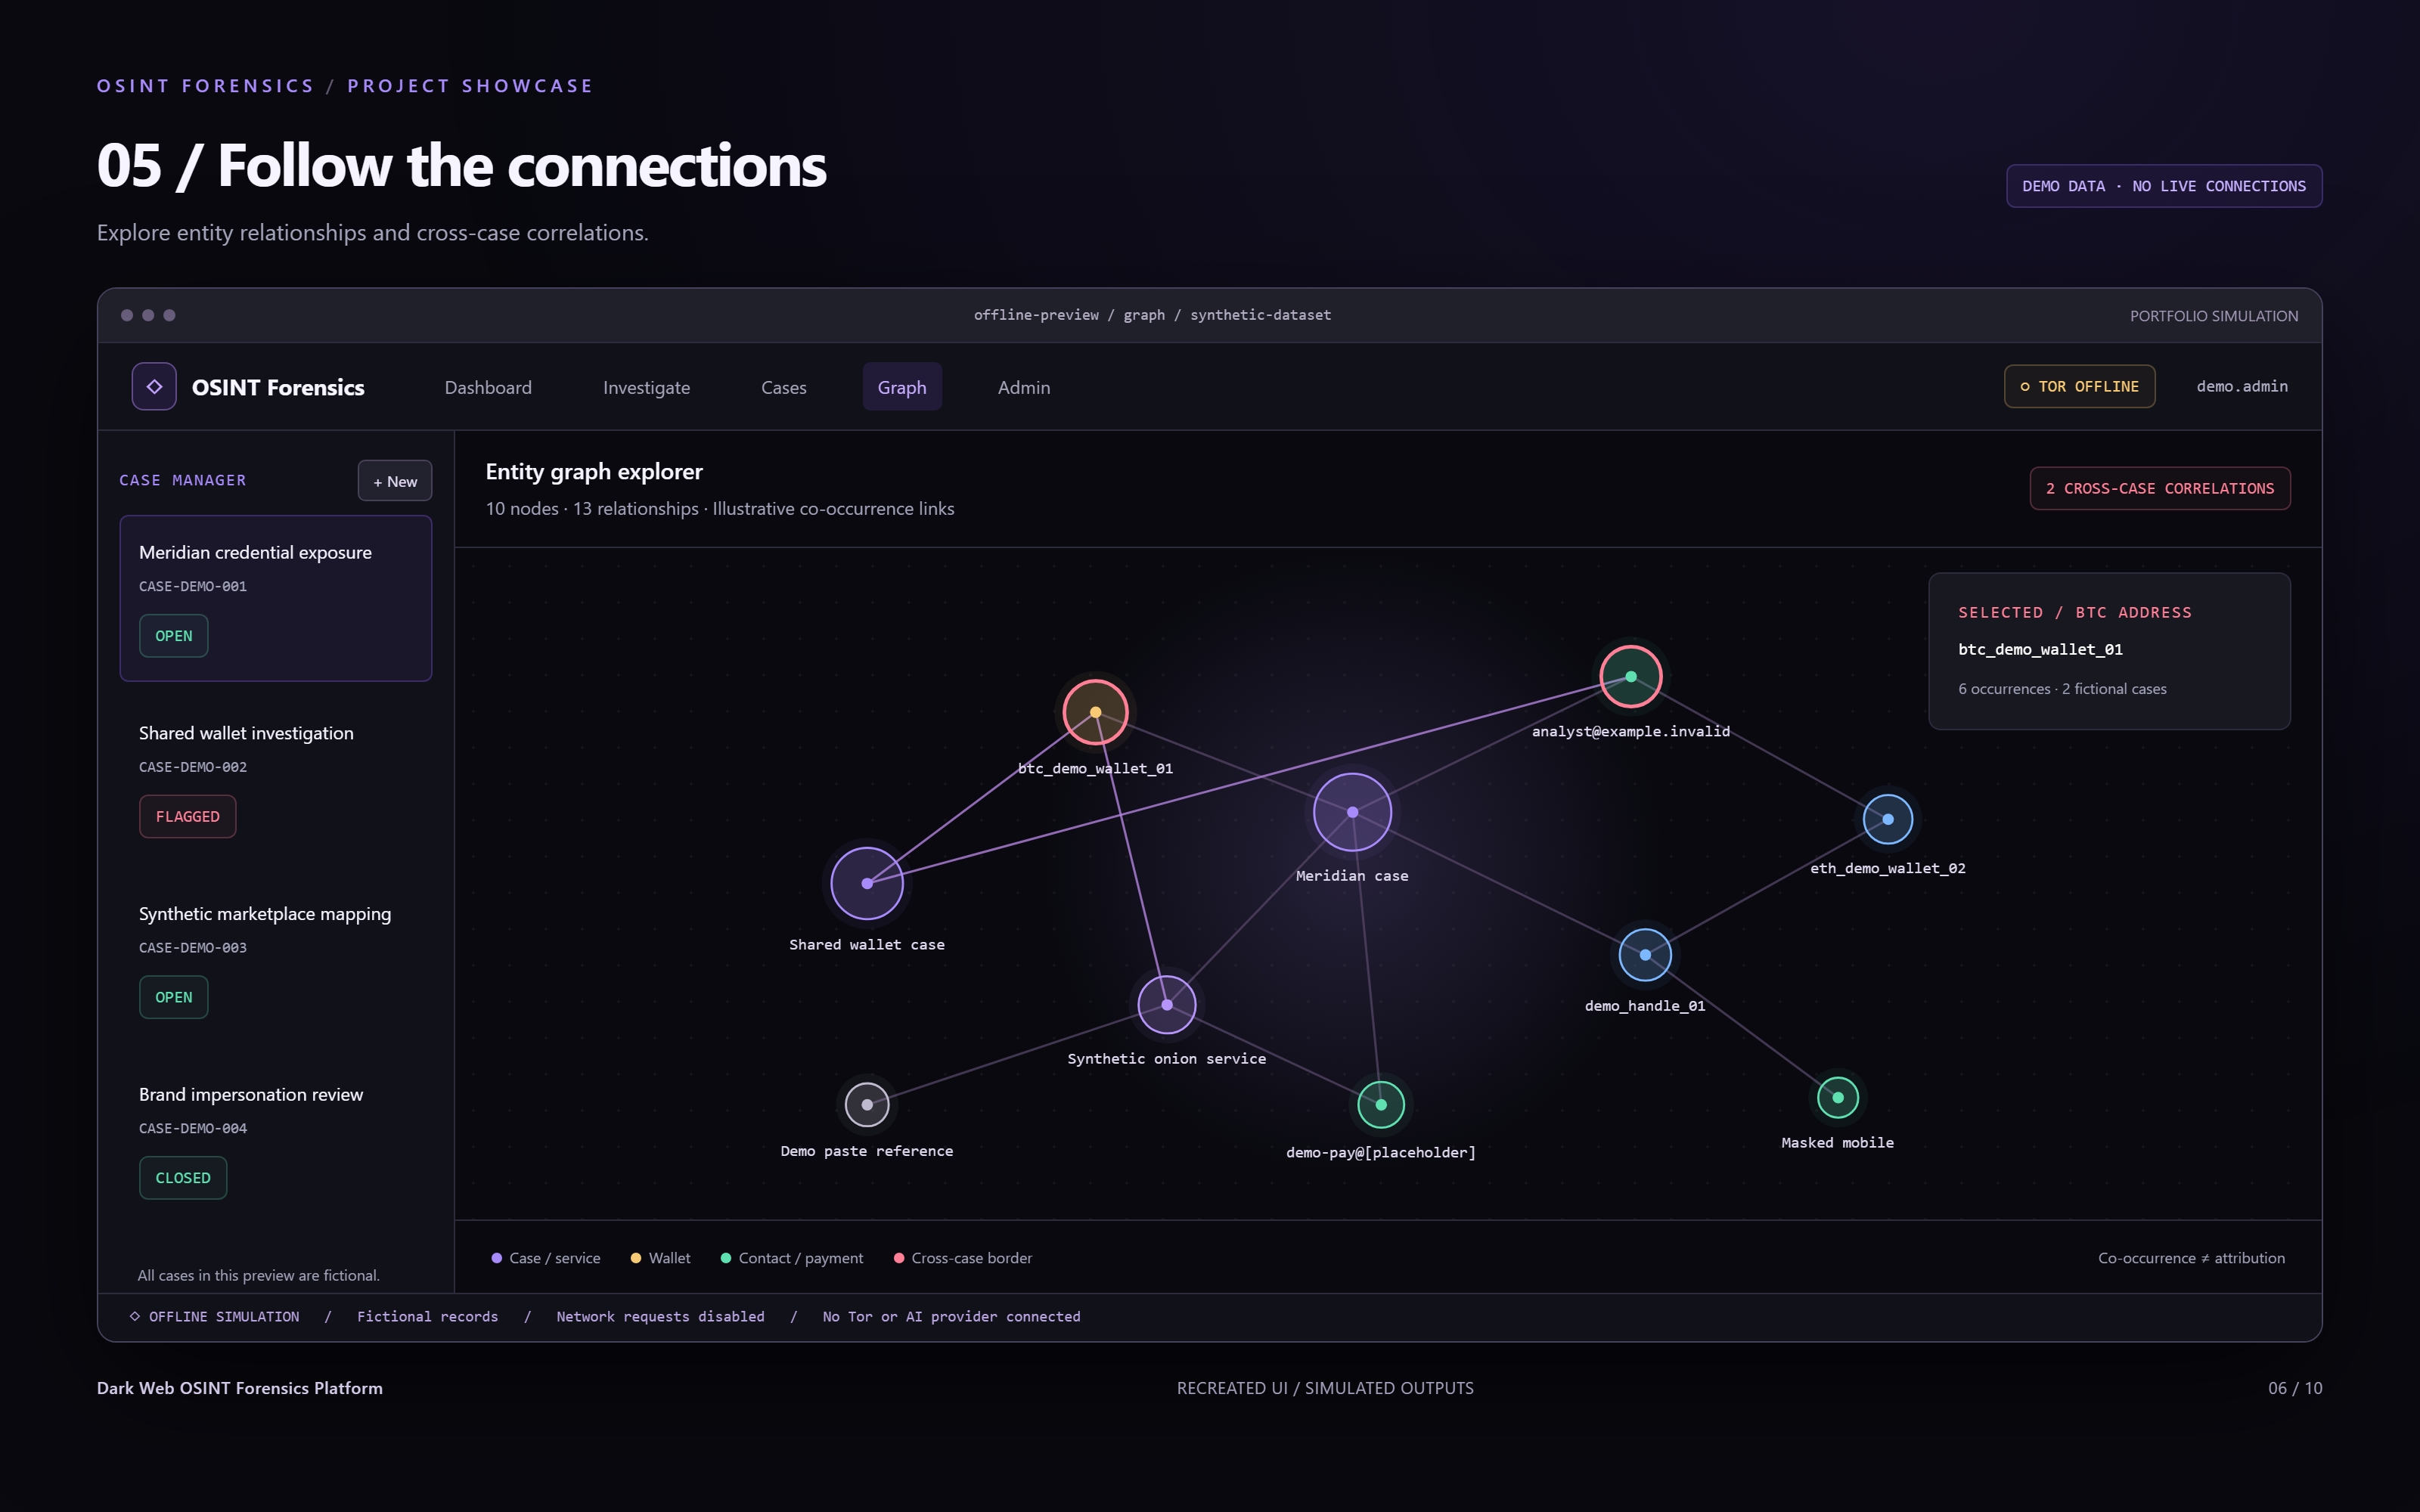 OSINT FORENSICS / PROJECT SHOWCASE
05 / Follow the connections
Explore entity relationships and cross-case correlations.
DEMO DATA · NO LIVE CONNECTIONS
offline-preview / graph / synthetic-dataset
PORTFOLIO SIMULATION
OSINT Forensics
Dashboard
Investigate
Cases
Graph
Admin
TOR OFFLINE
demo.admin
CASE MANAGER
+ New
Meridian credential exposure
CASE-DEMO-001
OPEN
Shared wallet investigation
CASE-DEMO-002
FLAGGED
Synthetic marketplace mapping
CASE-DEMO-003
OPEN
Brand impersonation review
CASE-DEMO-004
CLOSED
All cases in this preview are fictional.
Entity graph explorer
10 nodes · 13 relationships · Illustrative co-occurrence links
2 CROSS-CASE CORRELATIONS
SELECTED / BTC ADDRESS
btc_demo_wallet_01
6 occurrences · 2 fictional cases
analyst@example.invalid
btc_demo_wallet_01
eth_demo_wallet_02
Meridian case
Shared wallet case
demo_handle_01
Synthetic onion service
Demo paste reference
demo-pay@[placeholder]
Masked mobile
Case / service
Wallet
Contact / payment
Cross-case border
Co-occurrence ≠ attribution
◇ OFFLINE SIMULATION / Fictional records / Network requests disabled / No Tor or AI provider connected
Dark Web OSINT Forensics Platform
RECREATED UI / SIMULATED OUTPUTS
06 / 10